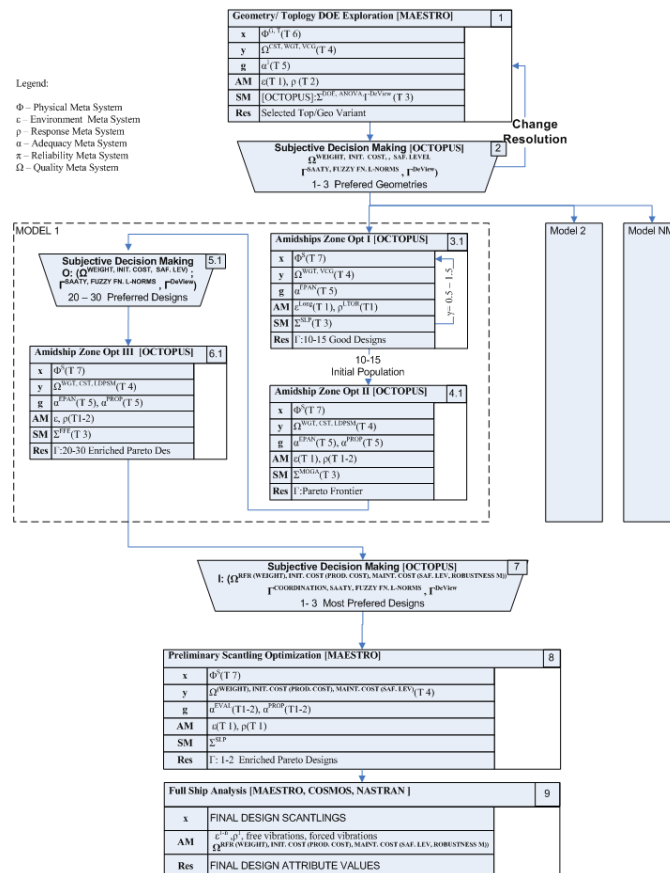 Geometry/ Toplogy DOE Exploration [MAESTRO] 1
x Φ^G, T(T 6)
y Ω^CST, WGT, VCG(T 4)
g α^1(T 5)
AM ε(T 1), ρ (T 2)
SM [OCTOPUS]:Σ^DOE, ANOVA,Γ^DeView (T 3)
Res Selected Top/Geo Variant
Legend:
Φ – Physical Meta System
ε – Environment Meta System
ρ – Response Meta System
α – Adequacy Meta System
π – Reliability Meta System
Ω – Quality Meta System
Change
Resolution
Subjective Decision Making [OCTOPUS] 2
Ω^WEIGHT, INIT. COST, , SAF. LEVEL
Γ^SAATY, FUZZY FN. L-NORMS , Γ^DeView)
1- 3 Prefered Geometries
MODEL 1
Model 2
Model NM
Subjective Decision Making 5.1
O: (Ω^WEIGHT, INIT. COST, SAF. LEV) ;
Γ^SAATY, FUZZY FN. L-NORMS , Γ^DeView)
20 – 30 Preferred Designs
Amidships Zone Opt I [OCTOPUS] 3.1
x Φ^S(T 7)
y Ω^WGT, VCG(T 4)
g α^EPAN(T 5)
AM ε^Long(T 1), ρ^LTOR(T1)
SM Σ^SLP(T 3)
Res Γ:10-15 Good Designs
γ= 0.5 – 1.5
10-15
Initial Population
Amidship Zone Opt III [OCTOPUS] 6.1
x Φ^S(T 7)
y Ω^WGT, CST, LDPSM(T 4)
g α^EPAN(T 5), α^PROP(T 5)
AM ε, ρ(T1-2)
SM Σ^FFE(T 3)
Res Γ:20-30 Enriched Pareto Des
Amidship Zone Opt II [OCTOPUS] 4.1
x Φ^S(T 7)
y Ω^WGT, CST, LDPSM(T 4)
g α^EPAN(T 5), α^PROP(T 5)
AM ε(T 1), ρ(T 1-2)
SM Σ^MOGA(T 3)
Res Γ:Pareto Frontier
Subjective Decision Making [OCTOPUS] 7
I: (Ω^RFR (WEIGHT), INIT. COST (PROD. COST), MAINT. COST (SAF. LEV, ROBUSTNESS M))
Γ^COORDINATION, SAATY, FUZZY FN. L-NORMS , Γ^DeView
1- 3 Most Prefered Designs
Preliminary Scantling Optimization [MAESTRO] 8
x Φ^S(T 7)
y Ω^(WEIGHT), INIT. COST (PROD. COST), MAINT. COST (SAF. LEV)(T 4)
g α^EVAL(T1-2), α^PROP(T1-2)
AM ε(T 1), ρ(T 1)
SM Σ^SLP
Res Γ: 1-2 Enriched Pareto Designs
Full Ship Analysis [MAESTRO, COSMOS, NASTRAN ] 9
x FINAL DESIGN SCANTLINGS
AM free vibrations, forced vibrations
Ω^RFR (WEIGHT), INIT. COST (PROD. COST), MAINT. COST (SAF. LEV, ROBUSTNESS M))
Res FINAL DESIGN ATTRIBUTE VALUES